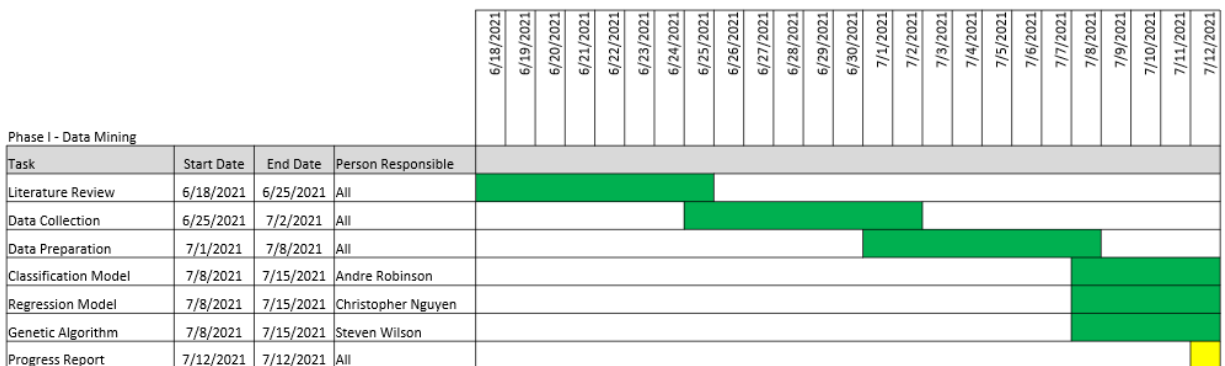 6/18/2021 6/19/2021 6/20/2021 6/21/2021 6/22/2021 6/23/2021 6/24/2021 6/25/2021 6/26/2021 6/27/2021 6/28/2021 6/29/2021 6/30/2021 7/1/2021 7/2/2021 7/3/2021 7/4/2021 7/5/2021 7/6/2021 7/7/2021 7/8/2021 7/9/2021 7/10/2021 7/11/2021 7/12/2021
Phase I - Data Mining
Task Start Date End Date Person Responsible
Literature Review 6/18/2021 6/25/2021 All
Data Collection 6/25/2021 7/2/2021 All
Data Preparation 7/1/2021 7/8/2021 All
Classification Model 7/8/2021 7/15/2021 Andre Robinson
Regression Model 7/8/2021 7/15/2021 Christopher Nguyen
Genetic Algorithm 7/8/2021 7/15/2021 Steven Wilson
Progress Report 7/12/2021 7/12/2021 All